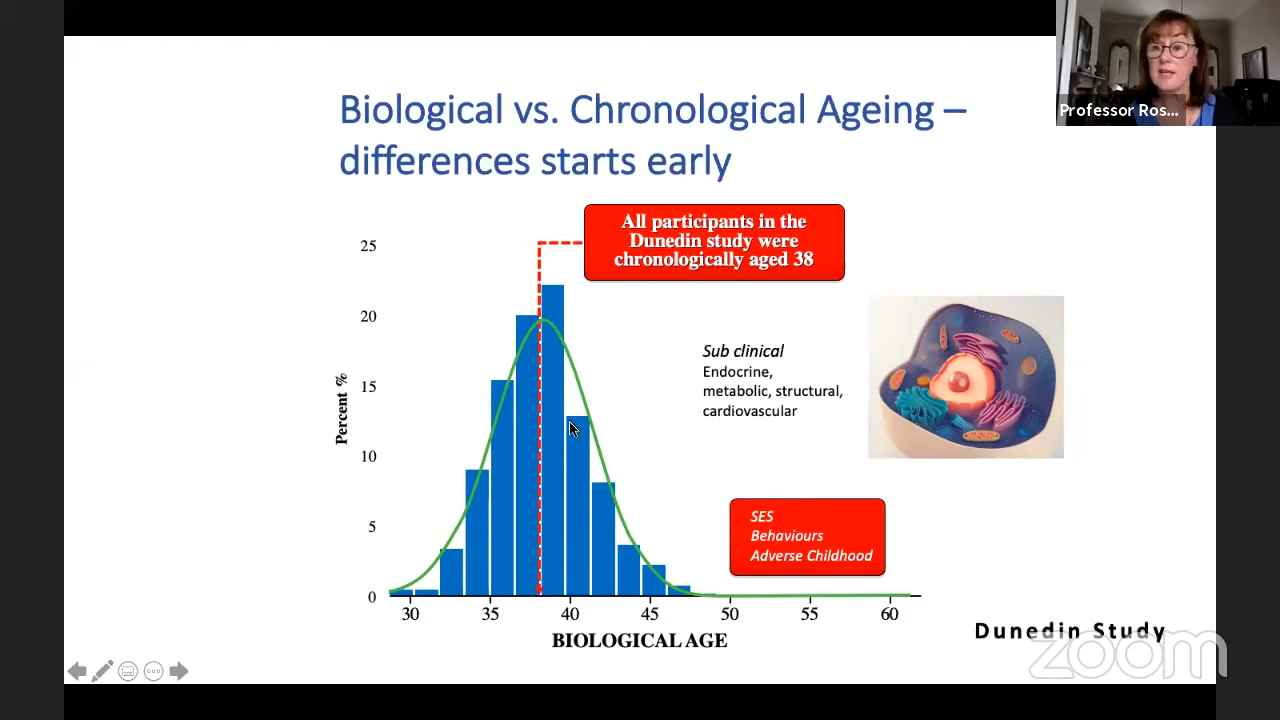 Biological vs. Chronological Ageing –
differences starts early
Professor Ros...
All participants in the
Dunedin study were
chronologically aged 38
25
20
15
10
5
0
Percent %
30 35 40 45 50 55 60
BIOLOGICAL AGE
Sub clinical
Endocrine,
metabolic, structural,
cardiovascular
SES
Behaviours
Adverse Childhood
Dunedin Study
zoom